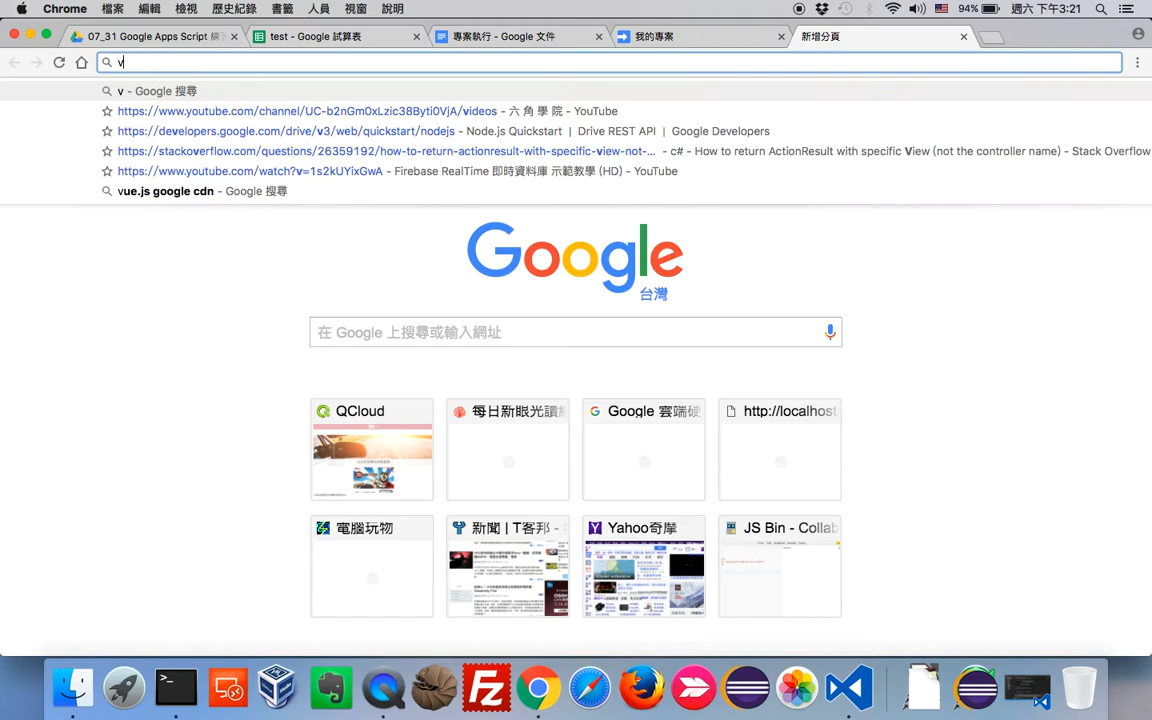 Chrome 檔案 編輯 檢視 歷史紀錄 書籤 人員 視窗 說明 94% 週六 下午3:21
07_31 Google Apps Script 線 test - Google 試算表 專案執行 - Google 文件 我的專案 新增分頁
v
v - Google 搜尋
https://www.youtube.com/channel/UC-b2nGm0xLzic38Byti0VjA/videos - 六 角 學 院 - YouTube
https://developers.google.com/drive/v3/web/quickstart/nodejs - Node.js Quickstart | Drive REST API | Google Developers
https://stackoverflow.com/questions/26359192/how-to-return-actionresult-with-specific-view-not-... - c# - How to return ActionResult with specific View (not the controller name) - Stack Overflow
https://www.youtube.com/watch?v=1s2kUYixGwA - Firebase RealTime 即時資料庫 示範教學 (HD) - YouTube
vue.js google cdn - Google 搜尋
Google
台灣
在 Google 上搜尋或輸入網址
QCloud 每日新眼光讀 Google 雲端硬 http://localhost
電腦玩物 新聞 | T客邦 - Yahoo奇摩 JS Bin - Collab